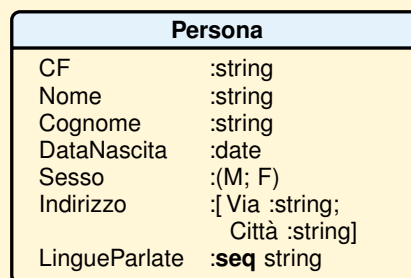 Persona
CF :string
Nome :string
Cognome :string
DataNascita :date
Sesso :(M; F)
Indirizzo :[ Via :string;
Città :string]
LingueParlate :seq string